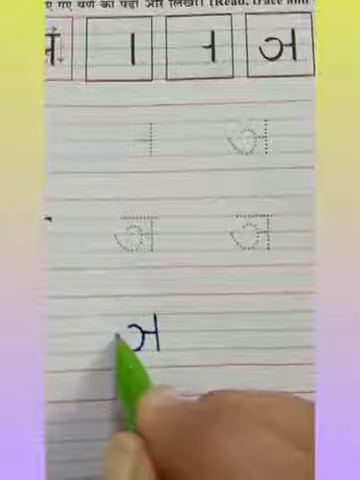 ए गए वर्ण को पढ़ो और लिखो। (Read, trace and
ज ज
ज